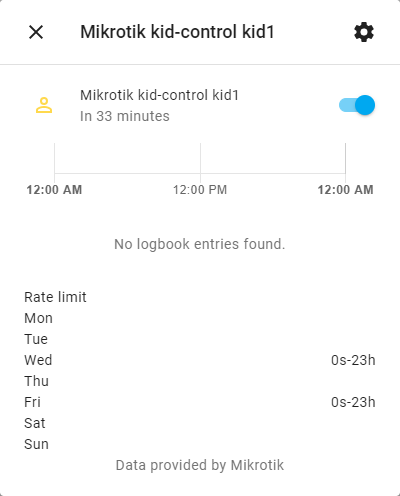 Mikrotik kid-control kid1
Mikrotik kid-control kid1
In 33 minutes
12:00 AM 12:00 PM 12:00 AM
No logbook entries found.
Rate limit
Mon
Tue
Wed 0s-23h
Thu
Fri 0s-23h
Sat
Sun
Data provided by Mikrotik